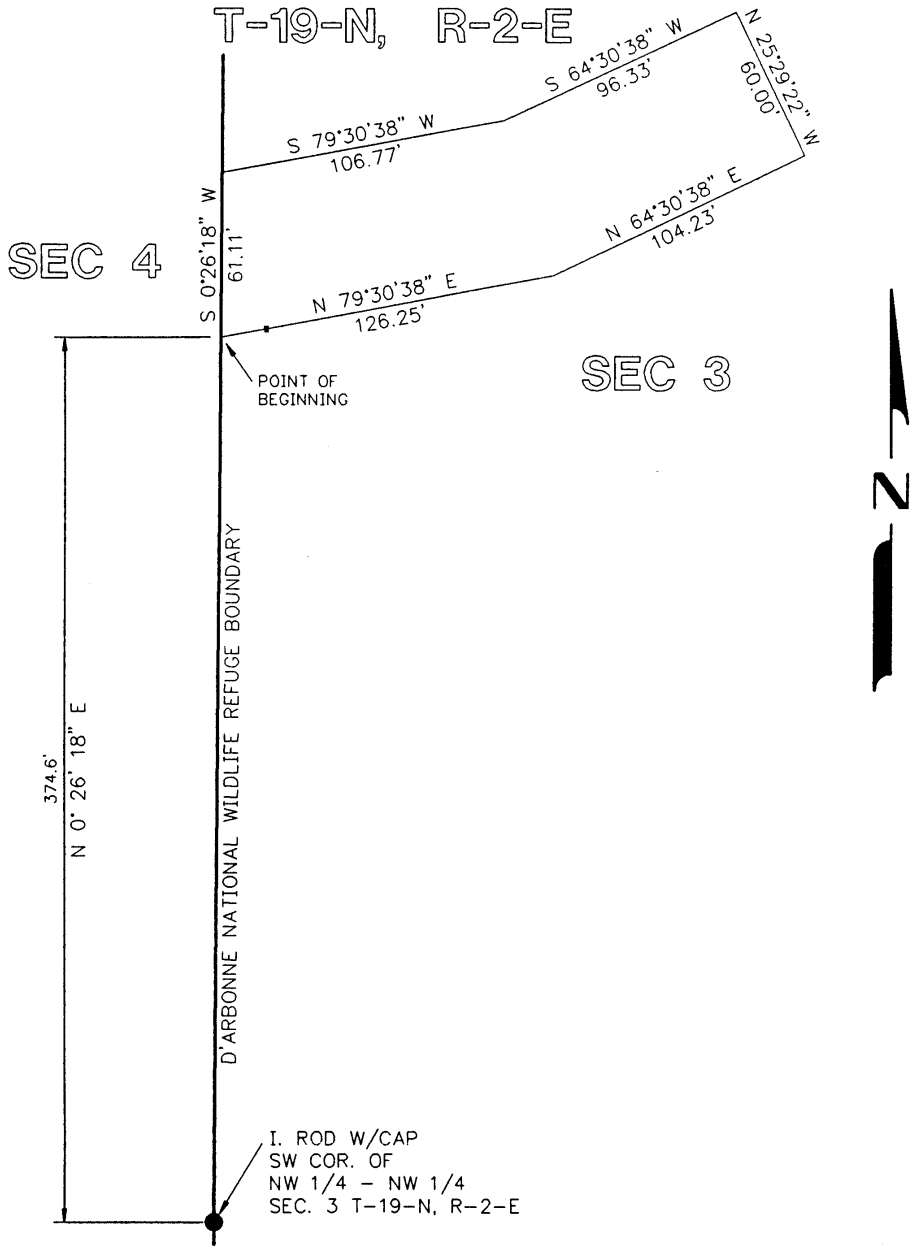 T-19-N, R-2-E
S 64°30'38" W
96.33'
N 25°29'22" W
60.00'
S 79°30'38" W
106.77'
N 64°30'38" E
104.23'
S 0°26'18" W
61.11'
SEC 4
N 79°30'38" E
126.25'
SEC 3
POINT OF
BEGINNING
N
D'ARBONNE NATIONAL WILDLIFE REFUGE BOUNDARY
374.6'
N 0° 26' 18" E
I. ROD W/CAP
SW COR. OF
NW 1/4 - NW 1/4
SEC. 3 T-19-N, R-2-E